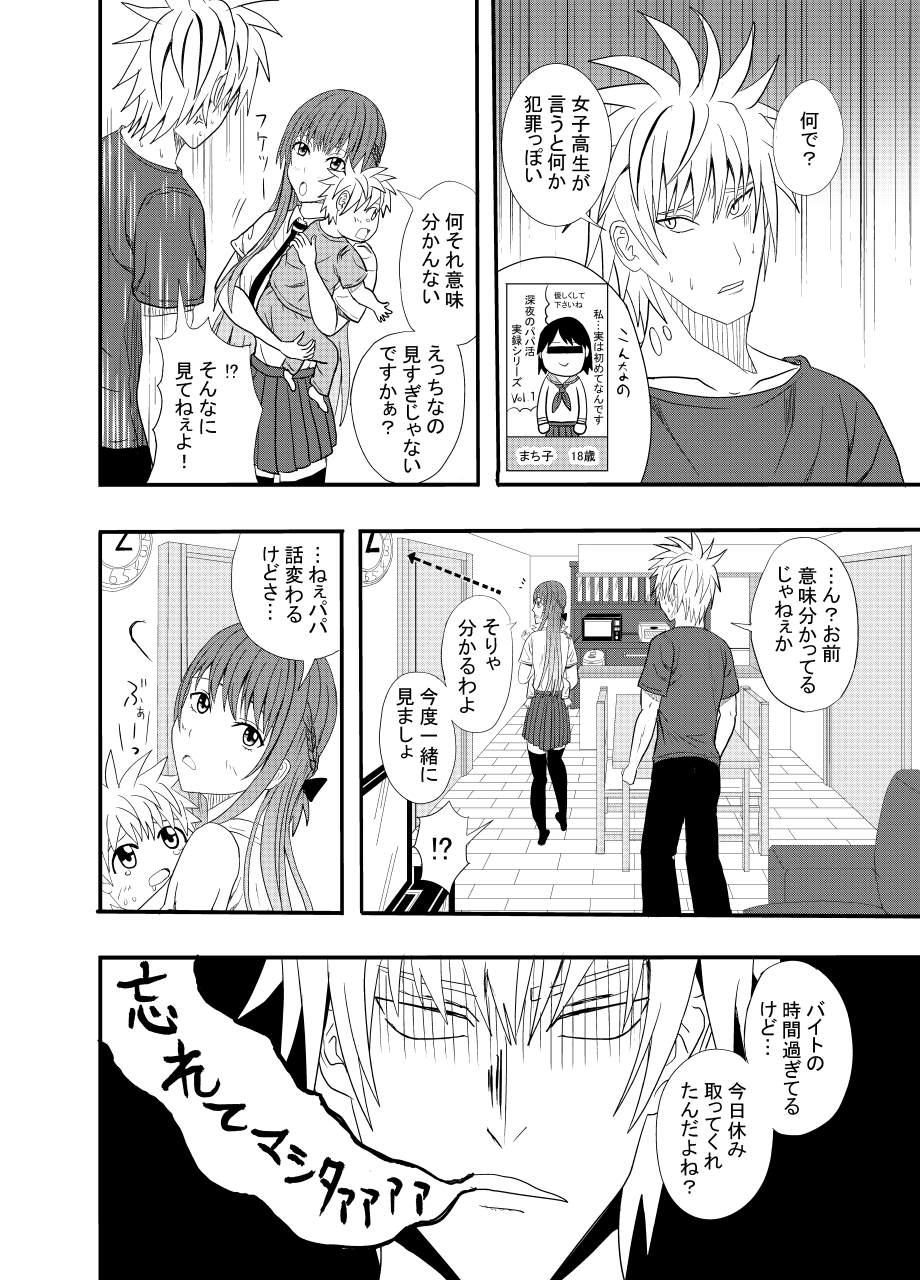 何で？
女子高生が
言うと何か
犯罪っぽい
こんなの
私…実は初めてなんです
優しくして
下さいね
深夜のパパ活
実録シリーズ
Vol.1
まち子　18歳
フケツ…
何それ意味
分かんない
えっちなの
見すぎじゃない
ですかぁ？
!?
そんなに
見てねぇよ！
…ん？お前
意味分かってる
じゃねぇか
そりゃ
分かるわよ
今度一緒に
見ましょ
!?
…ねぇパパ
話変わる
けどさ…
ぶぁーっ
バイトの
時間過ぎてる
けど…
今日休み
取ってくれ
たんだよね？
忘れてマシタァァァァ